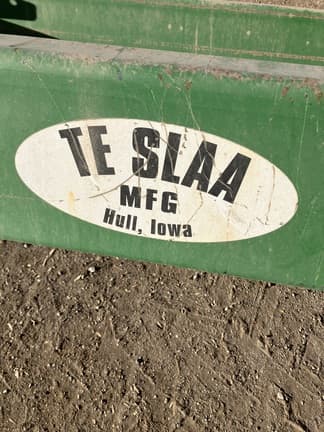 TE SLAA
MFG
Hull, Iowa